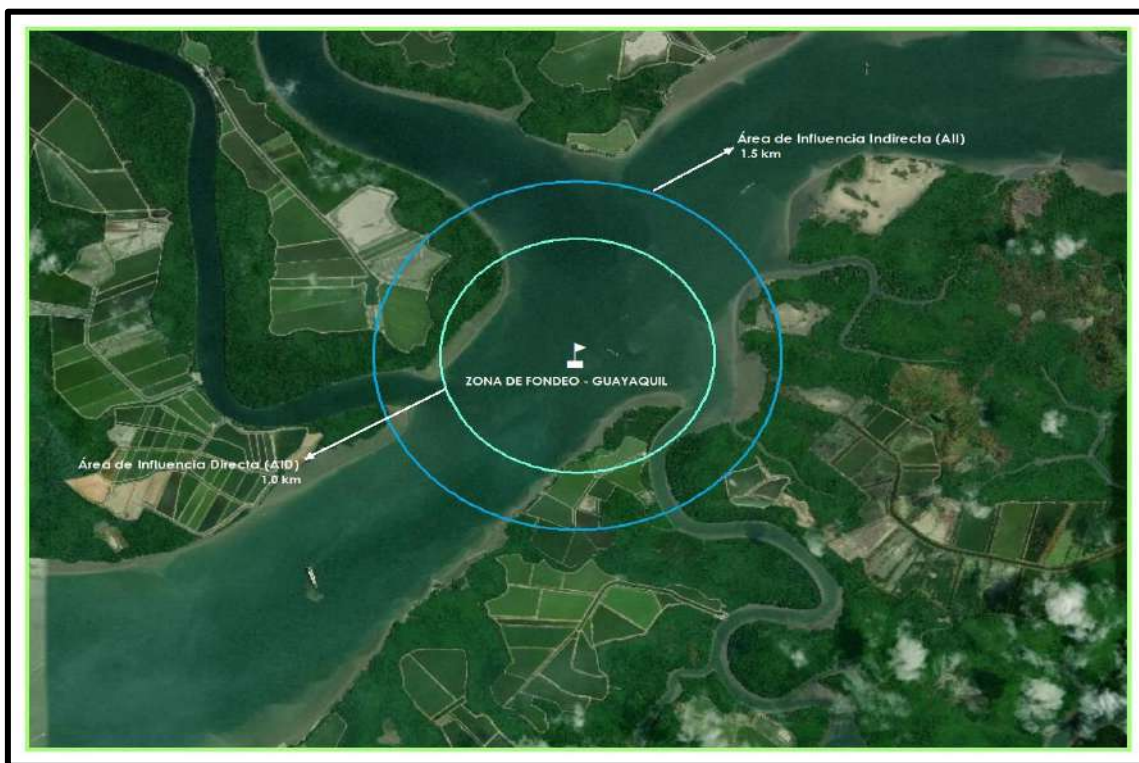 Área de Influencia Indirecta (AII)
1.5 km
ZONA DE FONDEO - GUAYAQUIL
Área de Influencia Directa (AID)
1.0 km